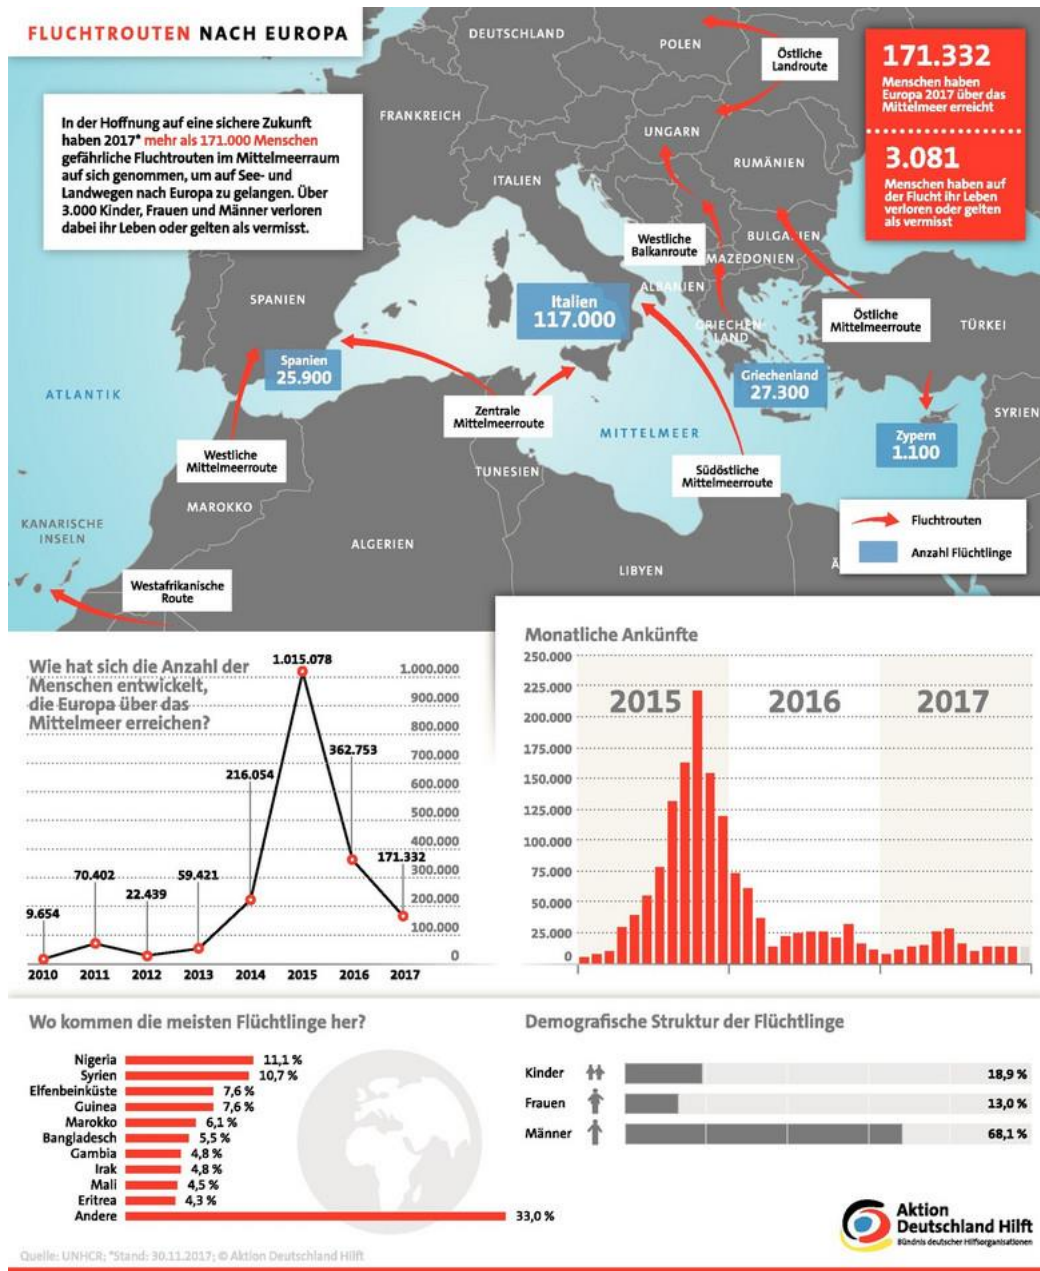 FLUCHTROUTEN NACH EUROPA
In der Hoffnung auf eine sichere Zukunft
haben 2017* mehr als 171.000 Menschen
gefährliche Fluchtrouten im Mittelmeerraum
auf sich genommen, um auf See- und
Landwegen nach Europa zu gelangen. Über
3.000 Kinder, Frauen und Männer verloren
dabei ihr Leben oder gelten als vermisst.
171.332
Menschen haben
Europa 2017 über das
Mittelmeer erreicht
3.081
Menschen haben auf
der Flucht ihr Leben
verloren oder gelten
als vermisst
DEUTSCHLAND
POLEN
Östliche
Landroute
FRANKREICH
UNGARN
RUMÄNIEN
ITALIEN
Westliche
Balkanroute
BULGARIEN
MAZEDONIEN
ALBANIEN
SPANIEN
Italien
117.000
GRIECHEN-
LAND
Östliche
Mittelmeerroute
TÜRKEI
Spanien
25.900
Griechenland
27.300
ATLANTIK
Zentrale
Mittelmeerroute
MITTELMEER
Zypern
1.100
SYRIEN
Westliche
Mittelmeerroute
TUNESIEN
Südöstliche
Mittelmeerroute
MAROKKO
KANARISCHE
INSELN
ALGERIEN
LIBYEN
Ä
Fluchtrouten
Anzahl Flüchtlinge
Westafrikanische
Route
Wie hat sich die Anzahl der
Menschen entwickelt,
die Europa über das
Mittelmeer erreichen?
1.000.000
900.000
800.000
700.000
600.000
500.000
400.000
300.000
200.000
100.000
0
9.654
70.402
22.439
59.421
216.054
1.015.078
362.753
171.332
2010 2011 2012 2013 2014 2015 2016 2017
Monatliche Ankünfte
250.000
225.000
200.000
175.000
150.000
125.000
100.000
75.000
50.000
25.000
0
2015 2016 2017
Wo kommen die meisten Flüchtlinge her?
Nigeria 11,1 %
Syrien 10,7 %
Elfenbeinküste 7,6 %
Guinea 7,6 %
Marokko 6,1 %
Bangladesch 5,5 %
Gambia 4,8 %
Irak 4,8 %
Mali 4,5 %
Eritrea 4,3 %
Andere 33,0 %
Demografische Struktur der Flüchtlinge
Kinder 18,9 %
Frauen 13,0 %
Männer 68,1 %
Aktion
Deutschland Hilft
Bündnis deutscher Hilfsorganisationen
Quelle: UNHCR; *Stand: 30.11.2017; © Aktion Deutschland Hilft